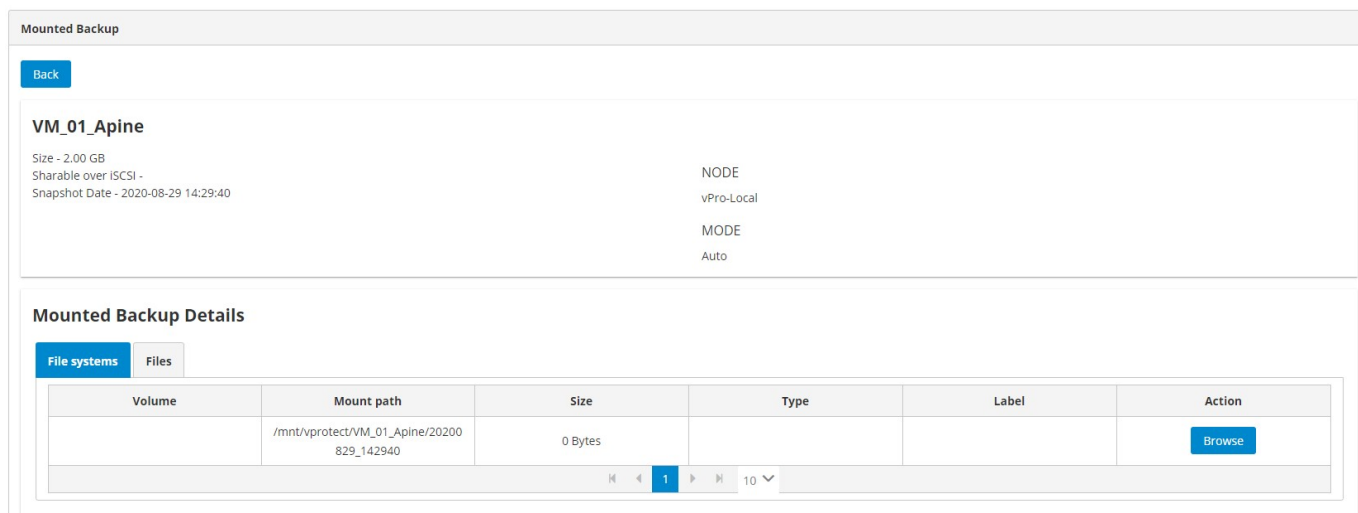 Mounted Backup
Back
VM_01_Apine
Size - 2.00 GB
Sharable over iSCSI -
Snapshot Date - 2020-08-29 14:29:40
NODE
vPro-Local
MODE
Auto
Mounted Backup Details
File systems Files
Volume Mount path Size Type Label Action
/mnt/vprotect/VM_01_Apine/20200
829_142940
0 Bytes
Browse
1 10